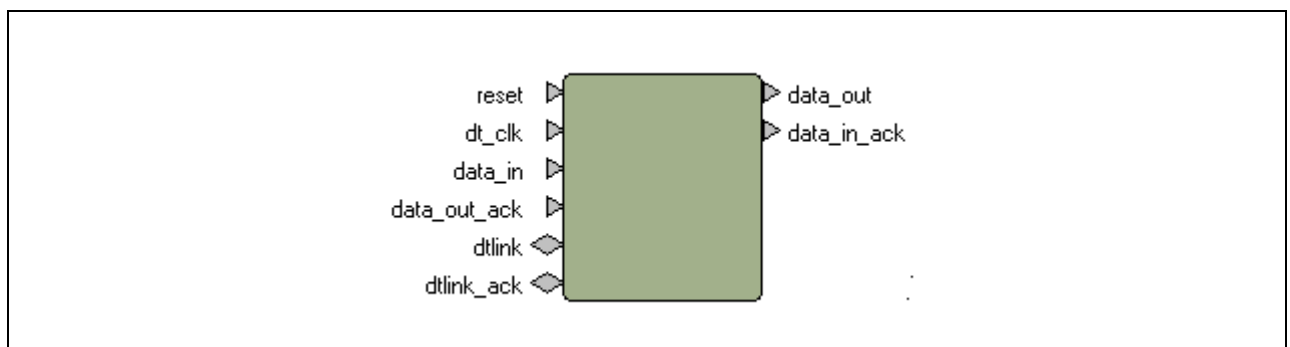 reset
data_out
dt_clk
data_in_ack
data_in
data_out_ack
dtlink
dtlink_ack